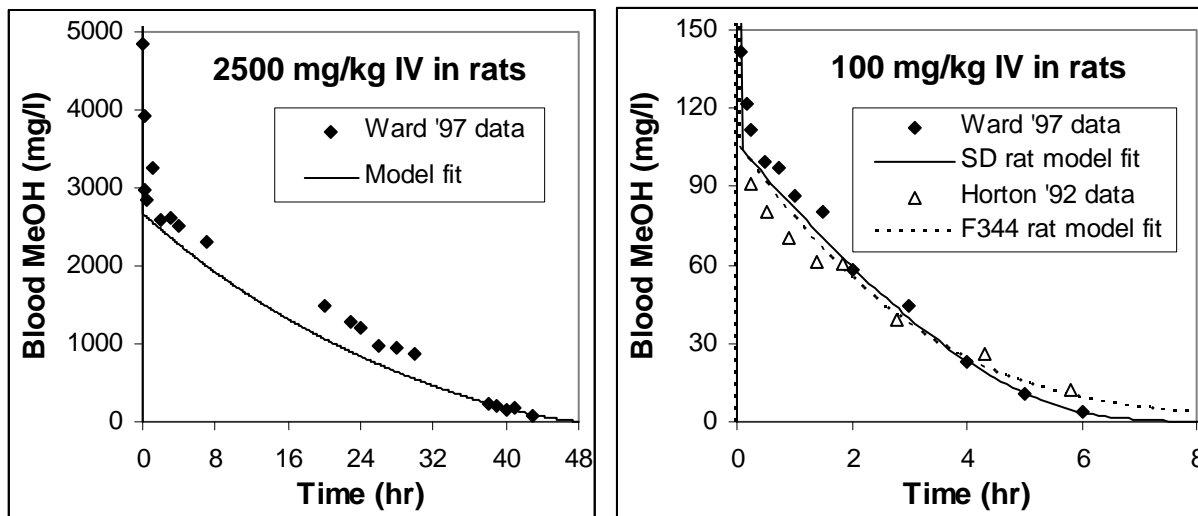 2500 mg/kg IV in rats
Ward '97 data
Model fit
Blood MeOH (mg/l)
5000
4000
3000
2000
1000
0
0 8 16 24 32 40 48
Time (hr)
100 mg/kg IV in rats
Ward '97 data
SD rat model fit
Horton '92 data
F344 rat model fit
Blood MeOH (mg/l)
150
120
90
60
30
0
0 2 4 6 8
Time (hr)